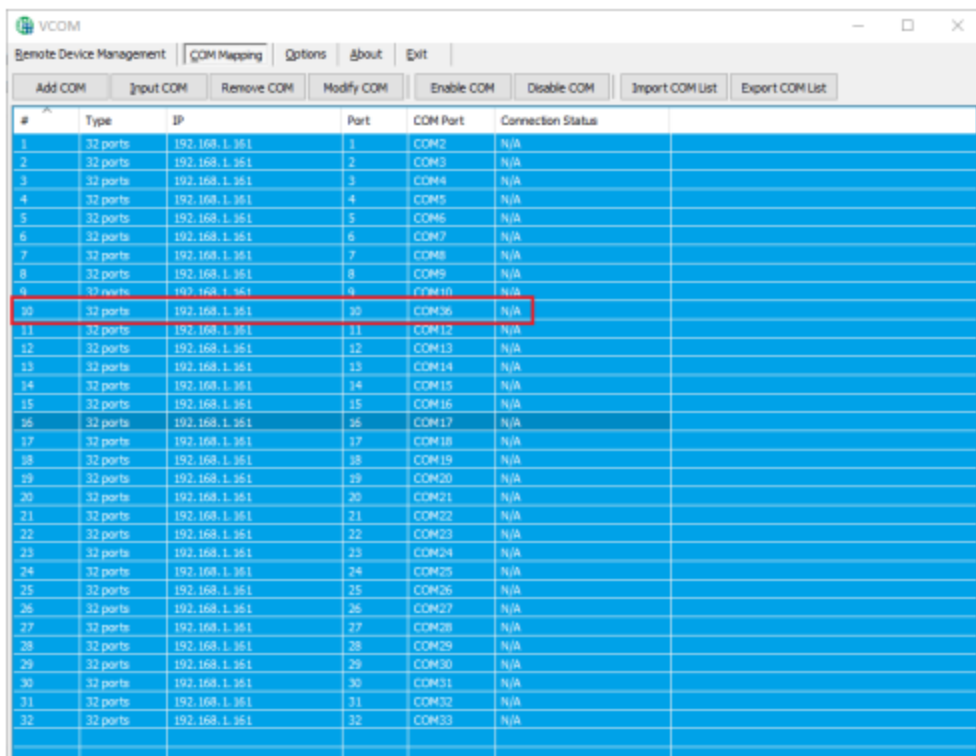 VCOM
Remote Device Management COM Mapping Options About Exit
Add COM Input COM Remove COM Modify COM Enable COM Disable COM Import COM List Export COM List
# Type IP Port COM Port Connection Status
1 32 ports 192.168.1.161 1 COM2 N/A
2 32 ports 192.168.1.161 2 COM3 N/A
3 32 ports 192.168.1.161 3 COM4 N/A
4 32 ports 192.168.1.161 4 COM5 N/A
5 32 ports 192.168.1.161 5 COM6 N/A
6 32 ports 192.168.1.161 6 COM7 N/A
7 32 ports 192.168.1.161 7 COM8 N/A
8 32 ports 192.168.1.161 8 COM9 N/A
9 32 ports 192.168.1.161 9 COM10 N/A
10 32 ports 192.168.1.161 10 COM36 N/A
11 32 ports 192.168.1.161 11 COM12 N/A
12 32 ports 192.168.1.161 12 COM13 N/A
13 32 ports 192.168.1.161 13 COM14 N/A
14 32 ports 192.168.1.161 14 COM15 N/A
15 32 ports 192.168.1.161 15 COM16 N/A
16 32 ports 192.168.1.161 16 COM17 N/A
17 32 ports 192.168.1.161 17 COM18 N/A
18 32 ports 192.168.1.161 18 COM19 N/A
19 32 ports 192.168.1.161 19 COM20 N/A
20 32 ports 192.168.1.161 20 COM21 N/A
21 32 ports 192.168.1.161 21 COM22 N/A
22 32 ports 192.168.1.161 22 COM23 N/A
23 32 ports 192.168.1.161 23 COM24 N/A
24 32 ports 192.168.1.161 24 COM25 N/A
25 32 ports 192.168.1.161 25 COM26 N/A
26 32 ports 192.168.1.161 26 COM27 N/A
27 32 ports 192.168.1.161 27 COM28 N/A
28 32 ports 192.168.1.161 28 COM29 N/A
29 32 ports 192.168.1.161 29 COM30 N/A
30 32 ports 192.168.1.161 30 COM31 N/A
31 32 ports 192.168.1.161 31 COM32 N/A
32 32 ports 192.168.1.161 32 COM33 N/A